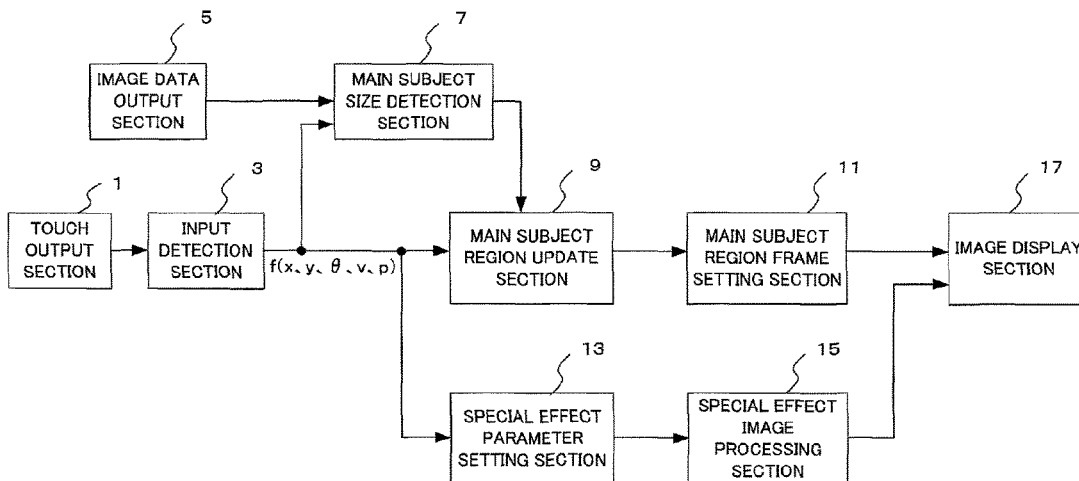 5
IMAGE DATA
OUTPUT
SECTION
7
MAIN SUBJECT
SIZE DETECTION
SECTION
1
TOUCH
OUTPUT
SECTION
3
INPUT
DETECTION
SECTION
f(x、y、θ、v、p)
9
MAIN SUBJECT
REGION UPDATE
SECTION
11
MAIN SUBJECT
REGION FRAME
SETTING SECTION
17
IMAGE DISPLAY
SECTION
13
SPECIAL EFFECT
PARAMETER
SETTING SECTION
15
SPECIAL EFFECT
IMAGE
PROCESSING
SECTION